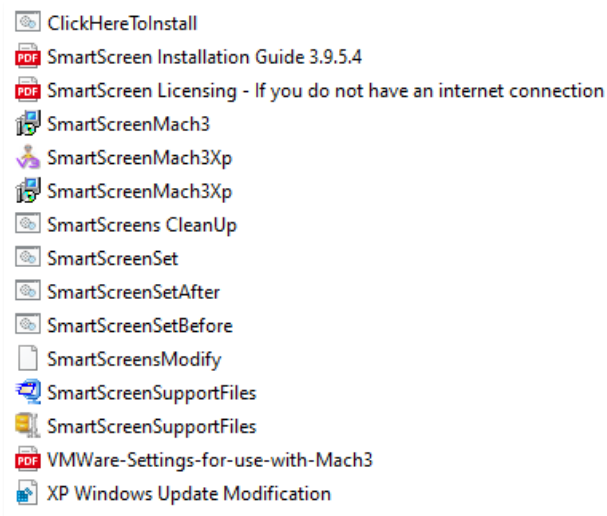 ClickHereToInstall
PDF SmartScreen Installation Guide 3.9.5.4
PDF SmartScreen Licensing - If you do not have an internet connection
SmartScreenMach3
SmartScreenMach3Xp
SmartScreenMach3Xp
SmartScreens CleanUp
SmartScreenSet
SmartScreenSetAfter
SmartScreenSetBefore
SmartScreensModify
SmartScreenSupportFiles
SmartScreenSupportFiles
PDF VMWare-Settings-for-use-with-Mach3
XP Windows Update Modification